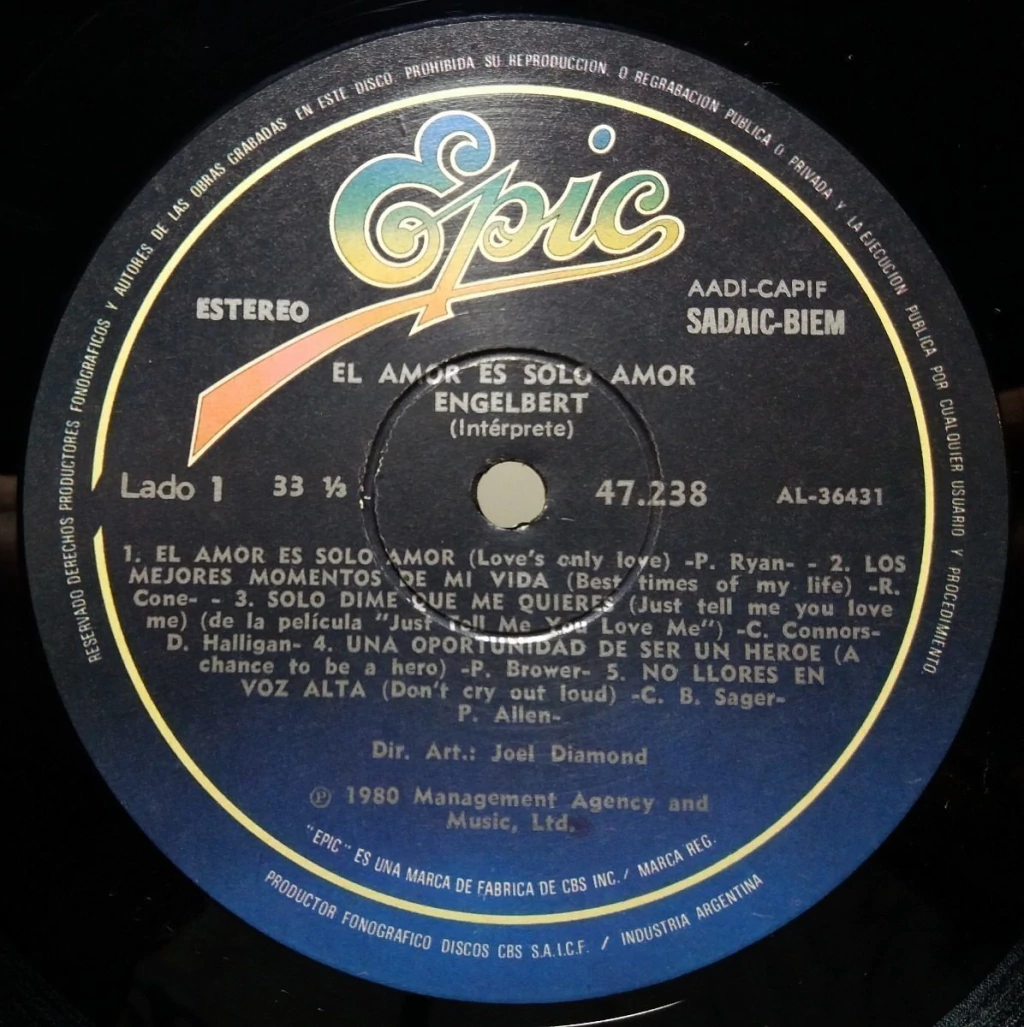 RESERVADO DERECHOS PRODUCTORES FONOGRAFICOS Y AUTORES DE LAS OBRAS GRABADAS EN ESTE DISCO. PROHIBIDA SU REPRODUCCION, O REGRABACION PUBLICA O PRIVADA Y LA EJECUCION PUBLICA POR CUALQUIER USUARIO Y PROCEDIMIENTO.
Epic
ESTEREO
AADI-CAPIF
SADAIC-BIEM
EL AMOR ES SOLO AMOR
ENGELBERT
(Intérprete)
Lado 1 33 ⅓ 47.238 AL-36431
1. EL AMOR ES SOLO AMOR (Love's only love) -P. Ryan- - 2. LOS
MEJORES MOMENTOS DE MI VIDA (Best times of my life) -R.
Cone- - 3. SOLO DIME QUE ME QUIERES (Just tell me you love
me) (de la película "Just Tell Me You Love Me") -C. Connors-
D. Halligan- 4. UNA OPORTUNIDAD DE SER UN HEROE (A
chance to be a hero) -P. Brower- 5. NO LLORES EN
VOZ ALTA (Don't cry out loud) -C. B. Sager-
P. Allen-
Dir. Art.: Joel Diamond
℗ 1980 Management Agency and
Music, Ltd.
"EPIC" ES UNA MARCA DE FABRICA DE CBS INC. / MARCA REG.
PRODUCTOR FONOGRAFICO DISCOS CBS S.A.I.C.F. / INDUSTRIA ARGENTINA